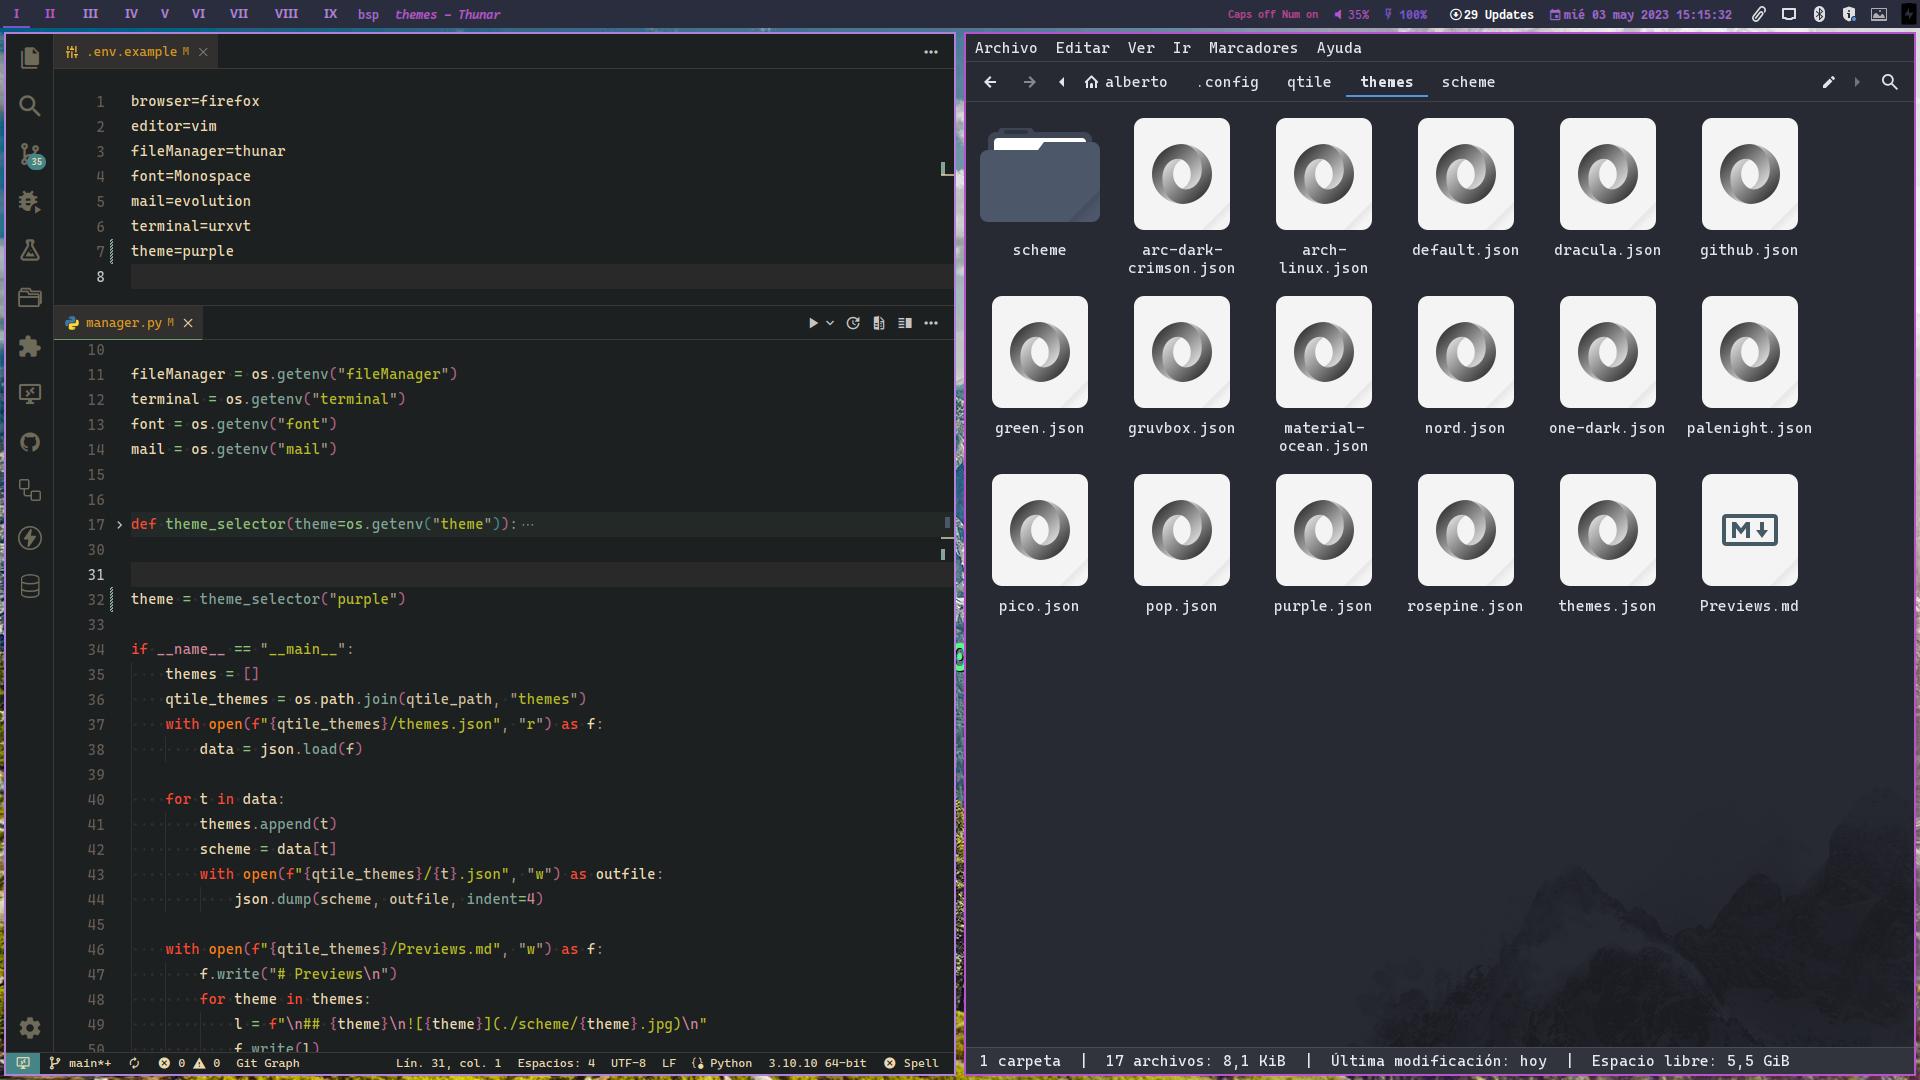 I II III IV V VI VII VIII IX bsp themes – Thunar
Caps off Num on 35% 100% 29 Updates mié 03 may 2023 15:15:32
.env.example M
1 browser=firefox
2 editor=vim
3 fileManager=thunar
4 font=Monospace
5 mail=evolution
6 terminal=urxvt
7 theme=purple
8
35
manager.py M
10
11 fileManager = os.getenv("fileManager")
12 terminal = os.getenv("terminal")
13 font = os.getenv("font")
14 mail = os.getenv("mail")
15
16
17 def theme_selector(theme=os.getenv("theme")):···
30
31
32 theme = theme_selector("purple")
33
34 if __name__ == "__main__":
35 themes = []
36 qtile_themes = os.path.join(qtile_path, "themes")
37 with open(f"{qtile_themes}/themes.json", "r") as f:
38 data = json.load(f)
39
40 for t in data:
41 themes.append(t)
42 scheme = data[t]
43 with open(f"{qtile_themes}/{t}.json", "w") as outfile:
44 json.dump(scheme, outfile, indent=4)
45
46 with open(f"{qtile_themes}/Previews.md", "w") as f:
47 f.write("# Previews\n")
48 for theme in themes:
49 l = f"\n## {theme}\n![{theme}](./scheme/{theme}.jpg)\n"
50 f.write(l)
main*+ 0 0 Git Graph Lín. 31, col. 1 Espacios: 4 UTF-8 LF Python 3.10.10 64-bit Spell
Archivo Editar Ver Ir Marcadores Ayuda
alberto .config qtile themes scheme
scheme
arc-dark-
crimson.json
arch-
linux.json
default.json
dracula.json
github.json
green.json
gruvbox.json
material-
ocean.json
nord.json
one-dark.json
palenight.json
pico.json
pop.json
purple.json
rosepine.json
themes.json
M
Previews.md
1 carpeta | 17 archivos: 8,1 KiB | Última modificación: hoy | Espacio libre: 5,5 GiB